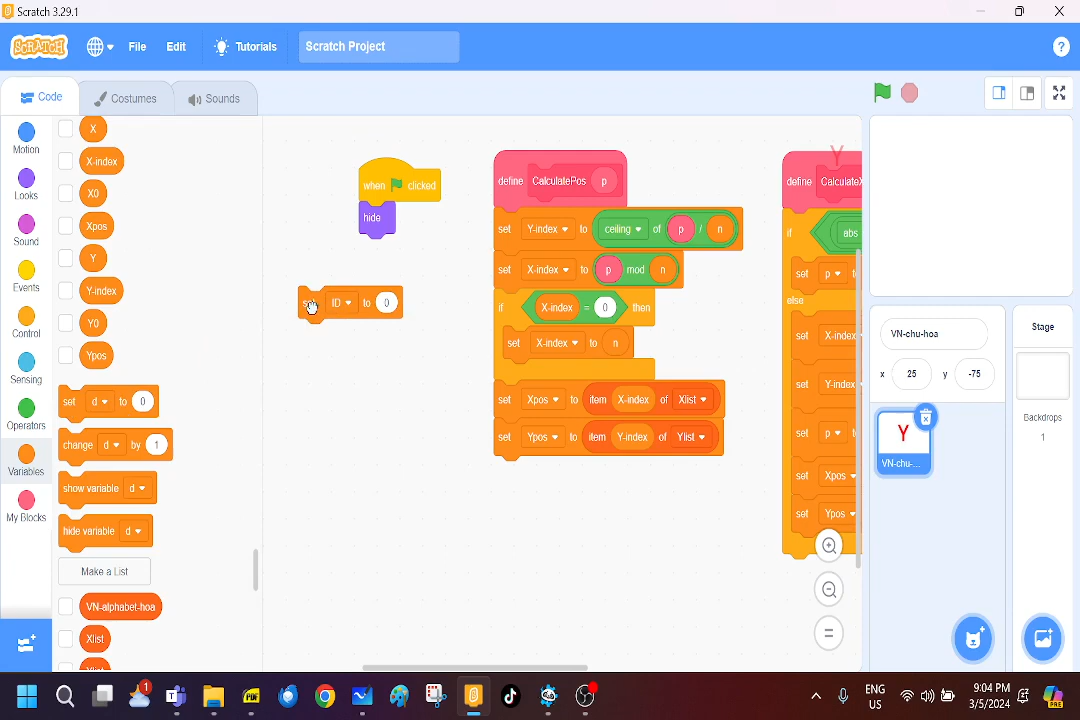 Scratch 3.29.1
SCRATCH File Edit Tutorials Scratch Project ?
Code Costumes Sounds
Motion
Looks
Sound
Events
Control
Sensing
Operators
Variables
My Blocks
X
X-index
X0
Xpos
Y
Y-index
Y0
Ypos
set d to 0
change d by 1
show variable d
hide variable d
Make a List
VN-alphabet-hoa
Xlist
when clicked
hide
ID to 0
define CalculatePos p
set Y-index to ceiling of p / n
set X-index to p mod n
if X-index = 0 then
set X-index to n
set Xpos to item X-index of Xlist
set Ypos to item Y-index of Ylist
Y
define
if abs
set p
else
set
set
set p
set Xpos
set Ypos
VN-chu-hoa
x 25 y -75
Y
VN-chu-...
Stage
Backdrops
1
1
ENG
US
9:04 PM
3/5/2024
PRE